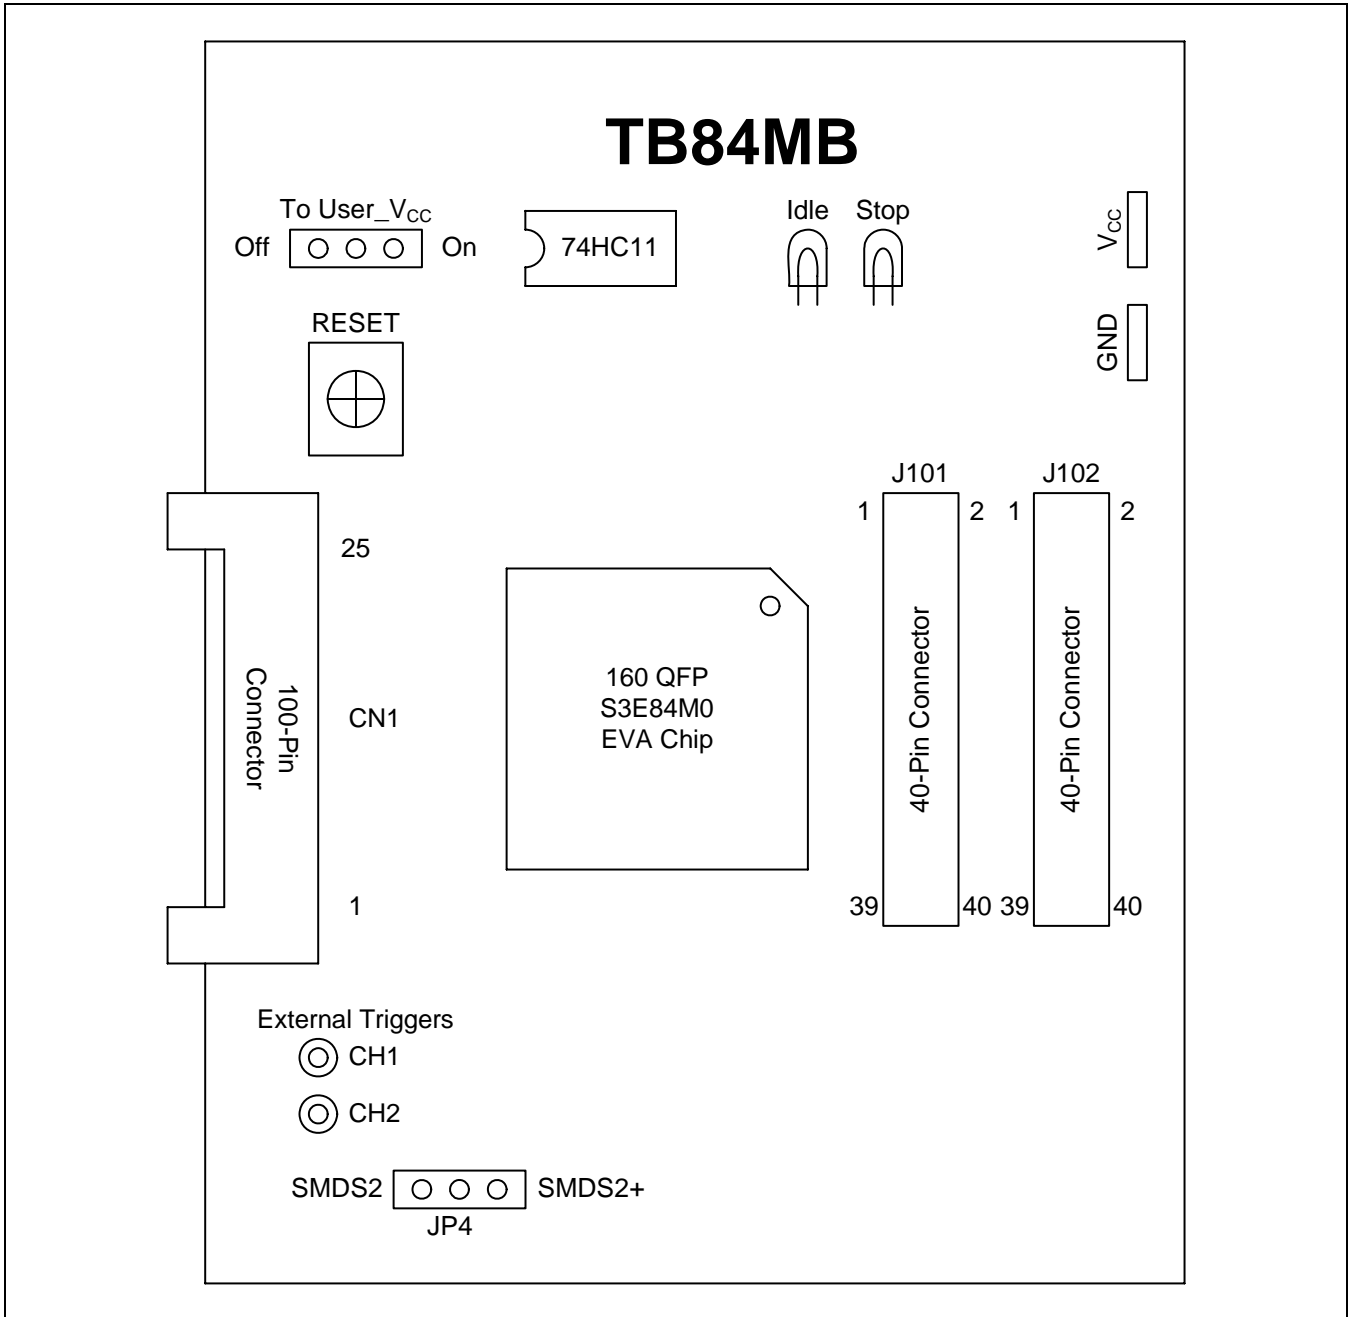 TB84MB
To User_VCC
Off
On
74HC11
Idle
Stop
VCC
GND
RESET
J101
J102
1
2
1
2
25
100-Pin
Connector
CN1
160 QFP
S3E84M0
EVA Chip
40-Pin Connector
40-Pin Connector
1
39
40
39
40
External Triggers
CH1
CH2
SMDS2
SMDS2+
JP4